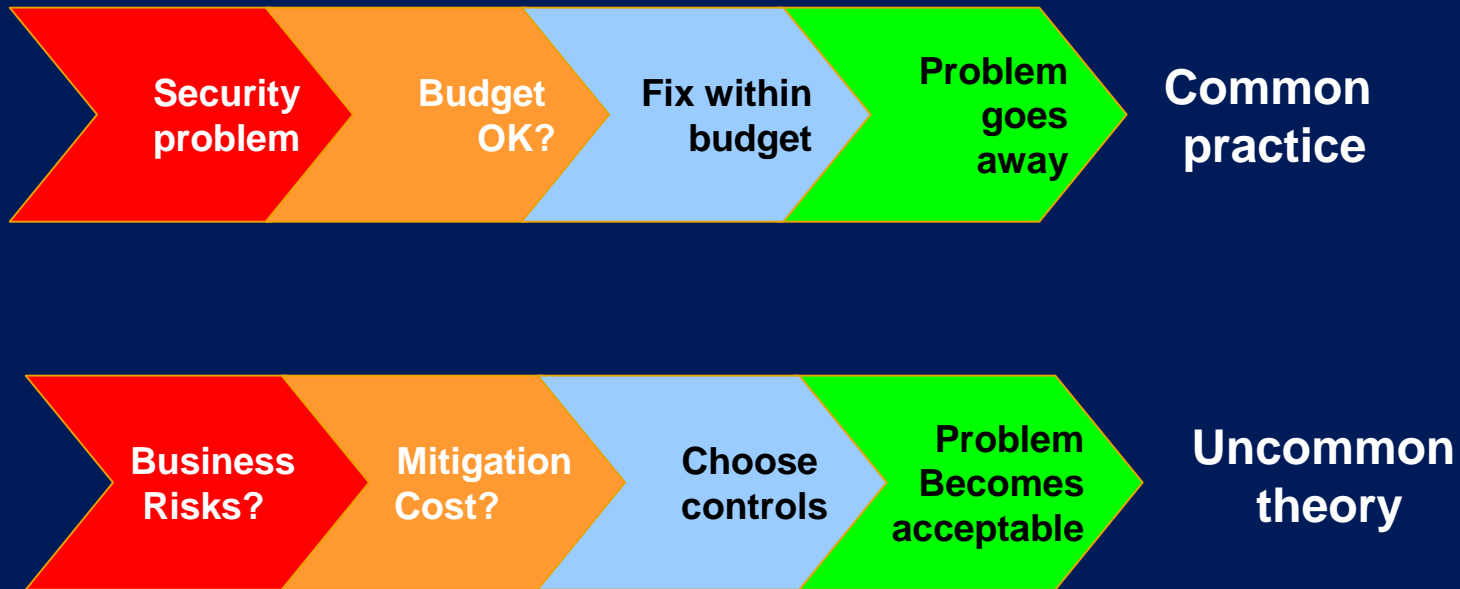 Security
problem
Budget
OK?
Fix within
budget
Problem
goes
away
Common
practice
Business
Risks?
Mitigation
Cost?
Choose
controls
Problem
Becomes
acceptable
Uncommon
theory